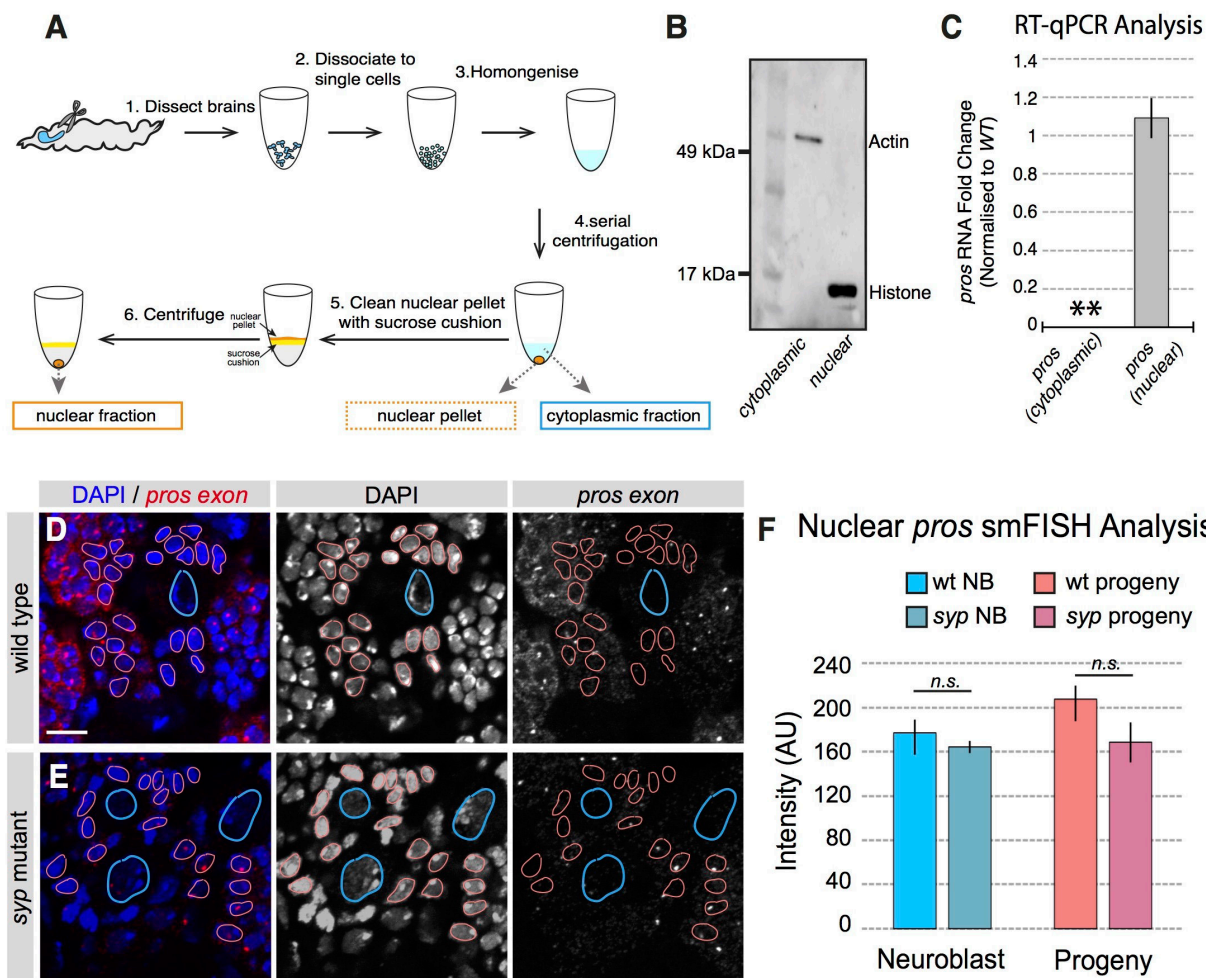 A
1. Dissect brains
2. Dissociate to
single cells
3.Homongenise
4.serial
centrifugation
5. Clean nuclear pellet
with sucrose cushion
6. Centrifuge
nuclear
pellet
sucrose
cushion
nuclear fraction
nuclear pellet
cytoplasmic fraction
B
49 kDa
17 kDa
Actin
Histone
cytoplasmic
nuclear
C
RT-qPCR Analysis
pros RNA Fold Change
(Normalised to WT)
1.4
1.2
1
0.8
0.6
0.4
0.2
0
**
pros
(cytoplasmic)
pros
(nuclear)
DAPI / pros exon
DAPI
pros exon
wild type
D
syp mutant
E
F
Nuclear pros smFISH Analysis
wt NB
wt progeny
syp NB
syp progeny
Intensity (AU)
240
200
160
120
80
40
0
n.s.
n.s.
Neuroblast
Progeny